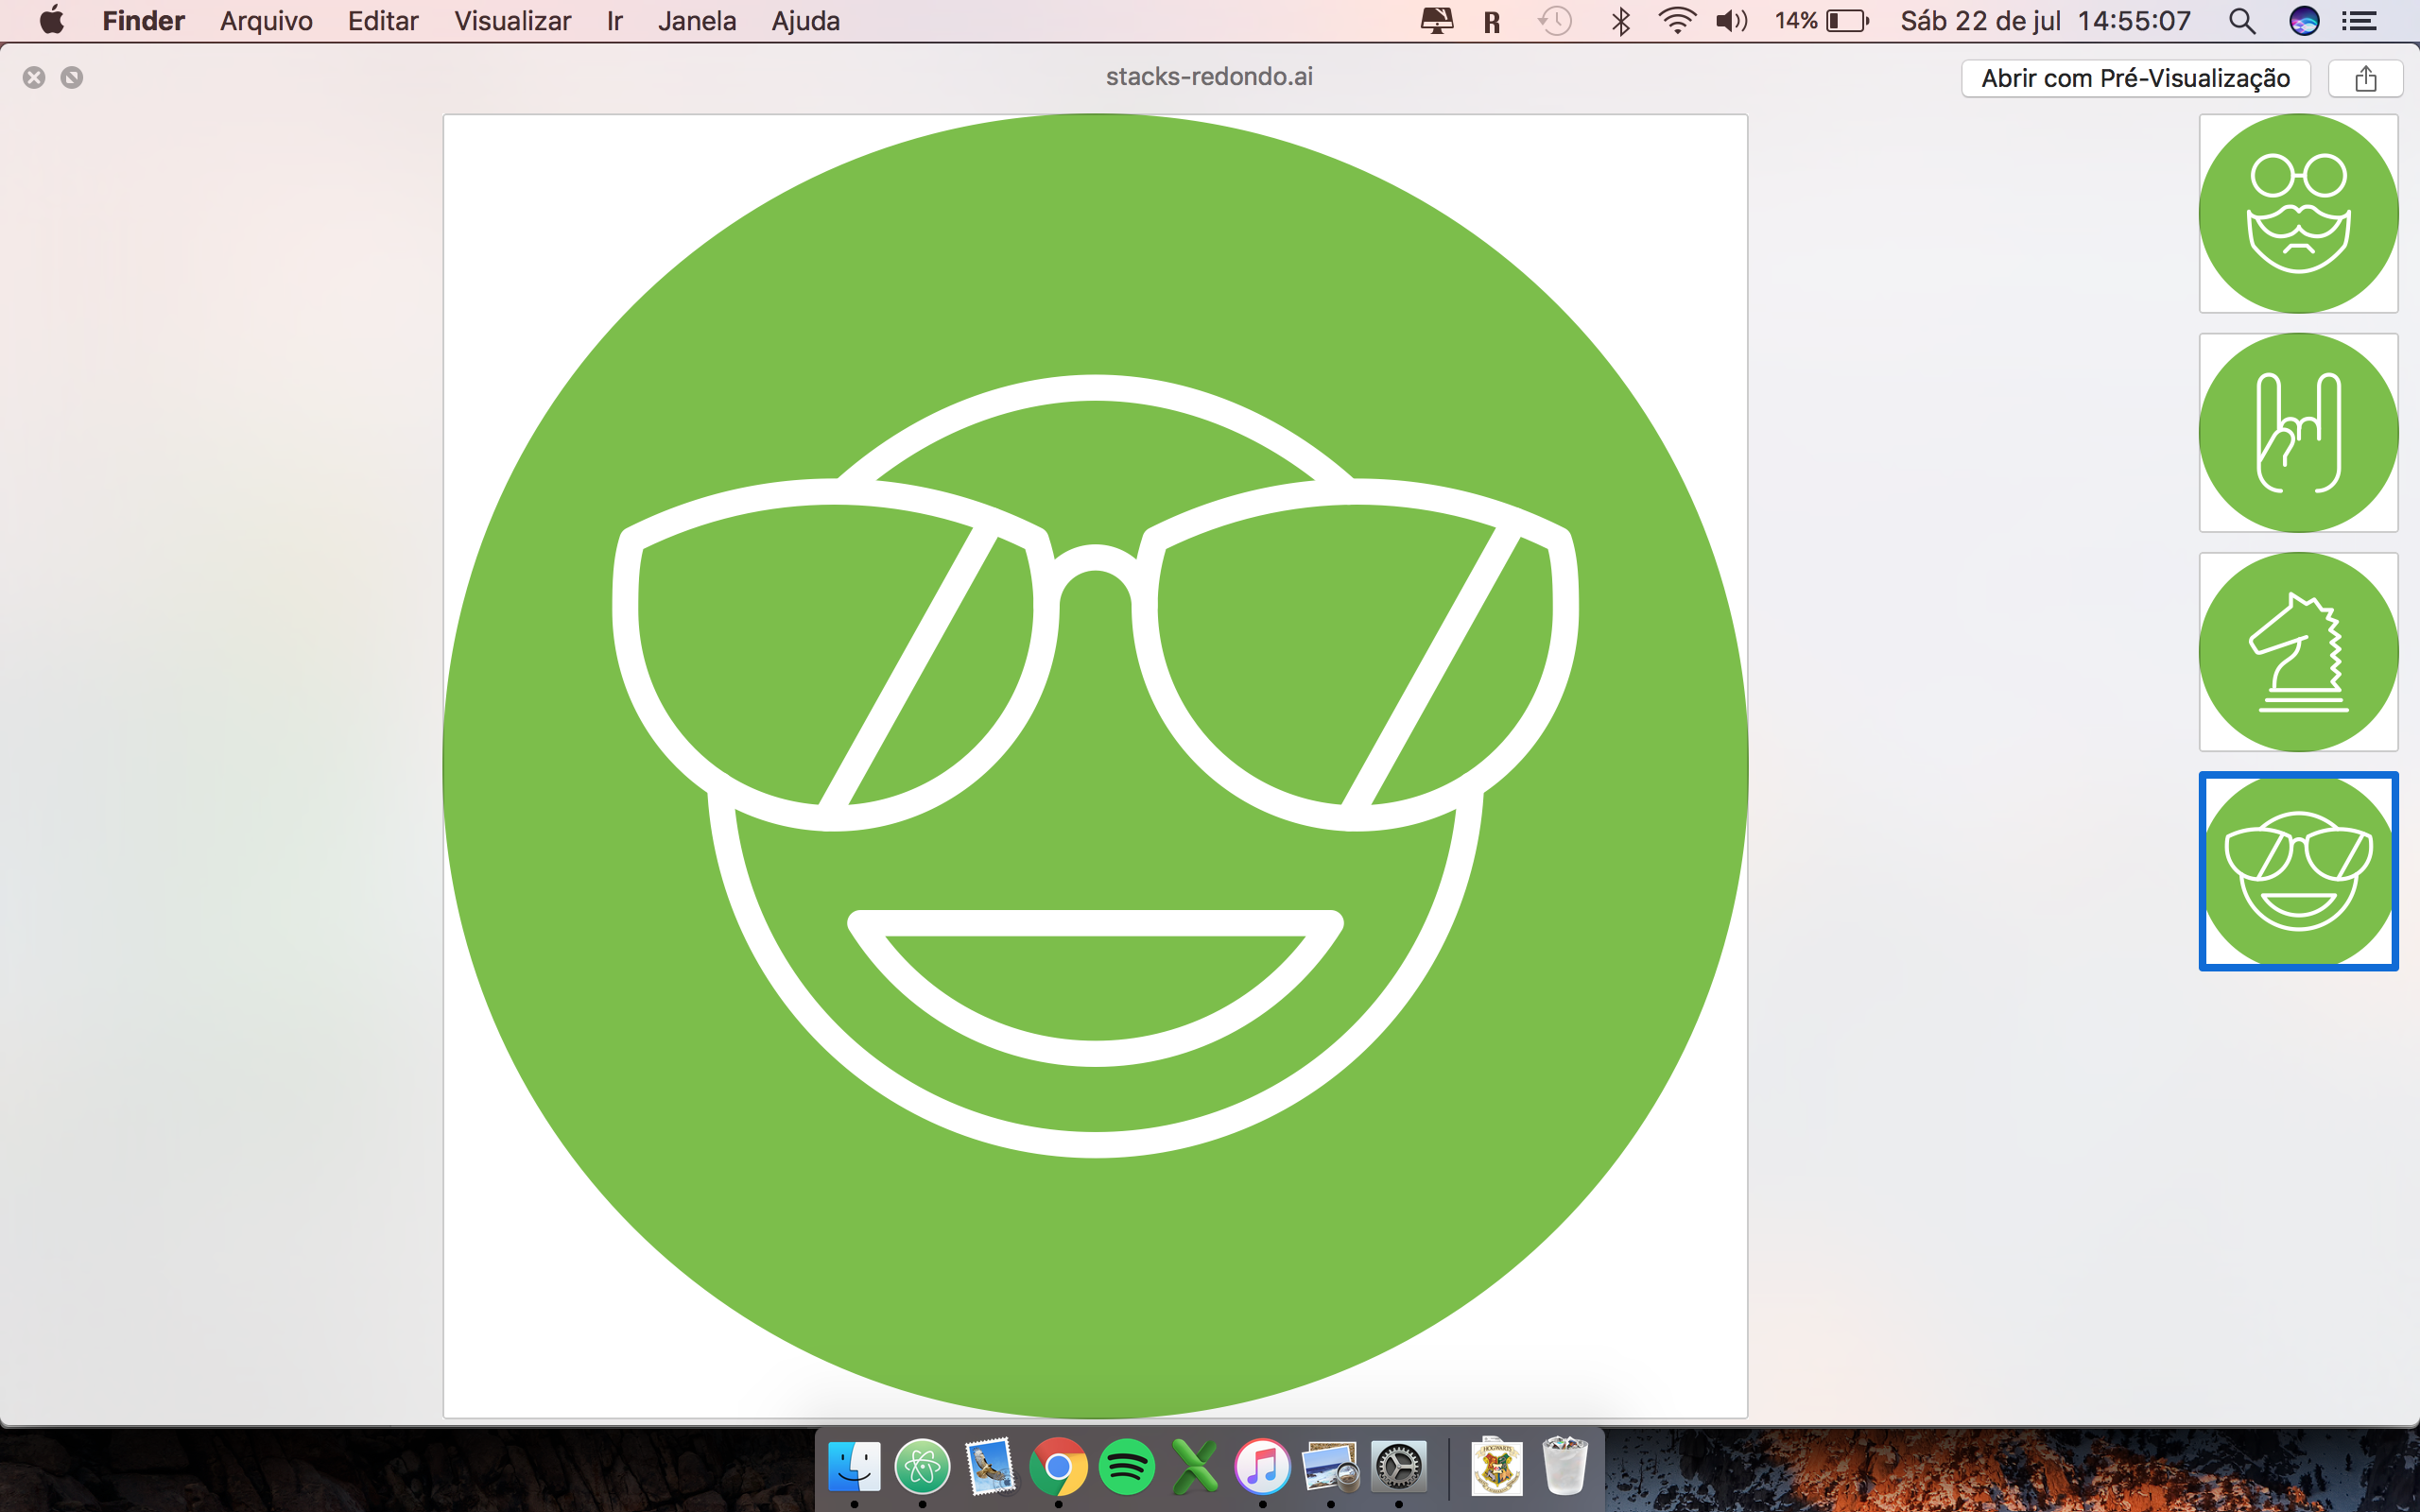 Finder Arquivo Editar Visualizar Ir Janela Ajuda R 14% Sáb 22 de jul 14:55:07
stacks-redondo.ai
Abrir com Pré-Visualização
HOGWARTS